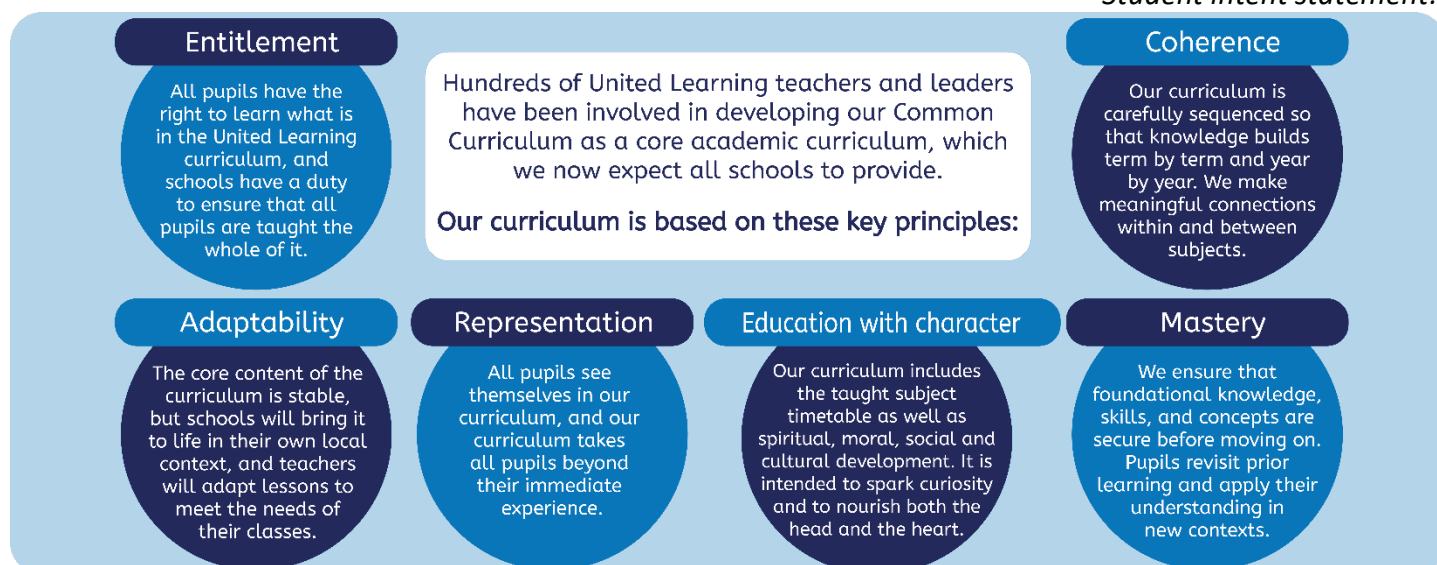 Student intent statement:
Entitlement
All pupils have the
right to learn what is
in the United Learning
curriculum, and
schools have a duty
to ensure that all
pupils are taught the
whole of it.
Hundreds of United Learning teachers and leaders
have been involved in developing our Common
Curriculum as a core academic curriculum, which
we now expect all schools to provide.
Our curriculum is based on these key principles:
Coherence
Our curriculum is
carefully sequenced so
that knowledge builds
term by term and year
by year. We make
meaningful connections
within and between
subjects.
Adaptability
The core content of the
curriculum is stable,
but schools will bring it
to life in their own local
context, and teachers
will adapt lessons to
meet the needs of
their classes.
Representation
All pupils see
themselves in our
curriculum, and our
curriculum takes
all pupils beyond
their immediate
experience.
Education with character
Our curriculum includes
the taught subject
timetable as well as
spiritual, moral, social and
cultural development. It is
intended to spark curiosity
and to nourish both the
head and the heart.
Mastery
We ensure that
foundational knowledge,
skills, and concepts are
secure before moving on.
Pupils revisit prior
learning and apply their
understanding in
new contexts.